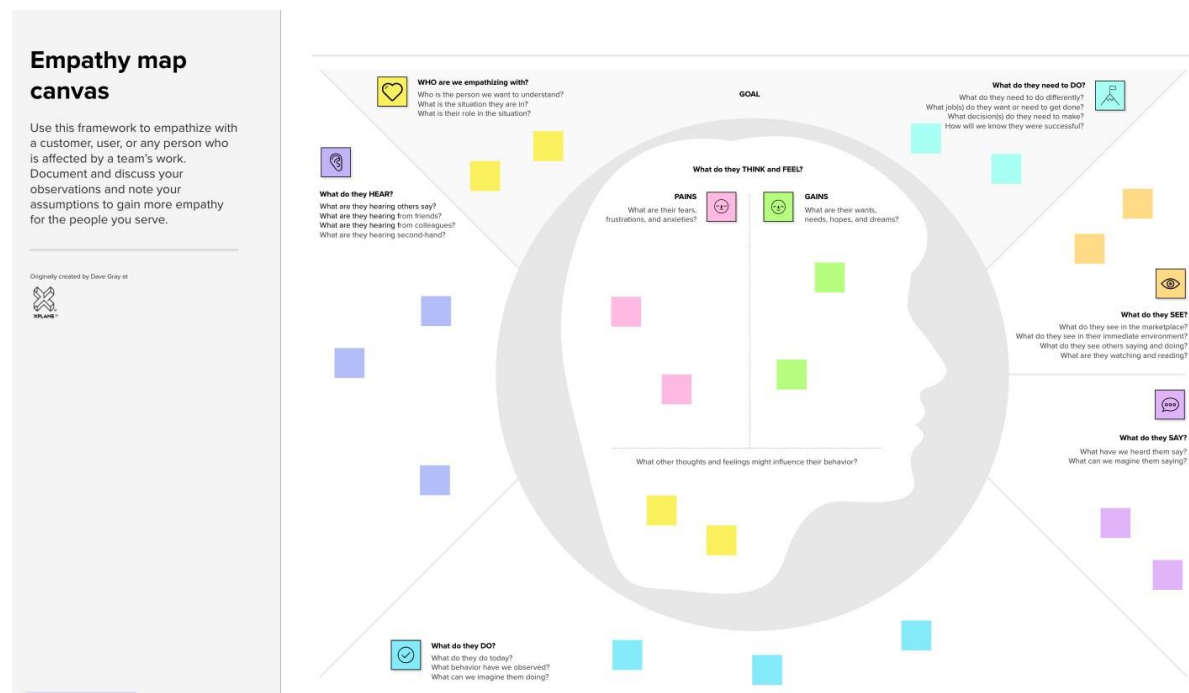 Empathy map
canvas
Use this framework to empathize with
a customer, user, or any person who
is affected by a team's work.
Document and discuss your
observations and note your
assumptions to gain more empathy
for the people you serve.
Originally created by Dave Gray at
XPLANE™
WHO are we empathizing with?
Who is the person we want to understand?
What is the situation they are in?
What is their role in the situation?
GOAL
What do they need to DO?
What do they need to do differently?
What job(s) do they want or need to get done?
What decision(s) do they need to make?
How will we know they were successful?
What do they HEAR?
What are they hearing others say?
What are they hearing from friends?
What are they hearing from colleagues?
What are they hearing second-hand?
What do they THINK and FEEL?
PAINS
What are their fears,
frustrations, and anxieties?
GAINS
What are their wants,
needs, hopes, and dreams?
What do they SEE?
What do they see in the marketplace?
What do they see in their immediate environment?
What do they see others saying and doing?
What are they watching and reading?
What do they SAY?
What have we heard them say?
What can we magine them saying?
What other thoughts and feelings might influence their behavior?
What do they DO?
What do they do today?
What behavior have we observed?
What can we imagine them doing?